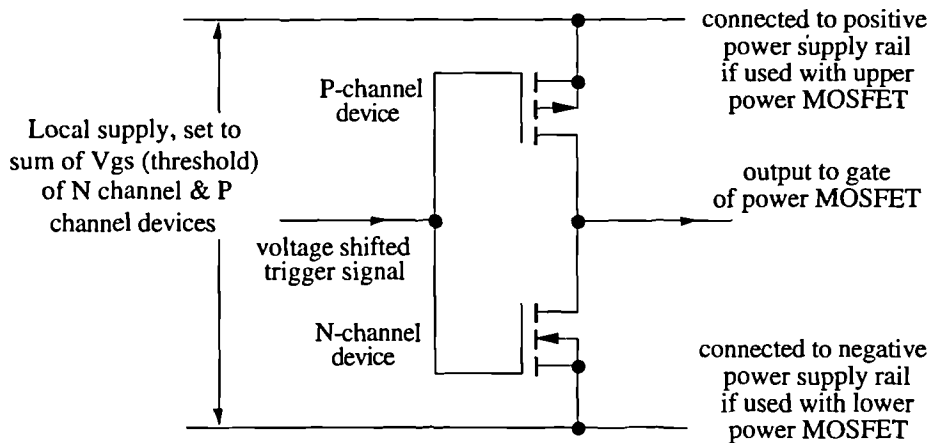 connected to positive
power supply rail
if used with upper
power MOSFET
P-channel
device
Local supply, set to
sum of Vgs (threshold)
of N channel & P
channel devices
output to gate
of power MOSFET
voltage shifted
trigger signal
N-channel
device
connected to negative
power supply rail
if used with lower
power MOSFET